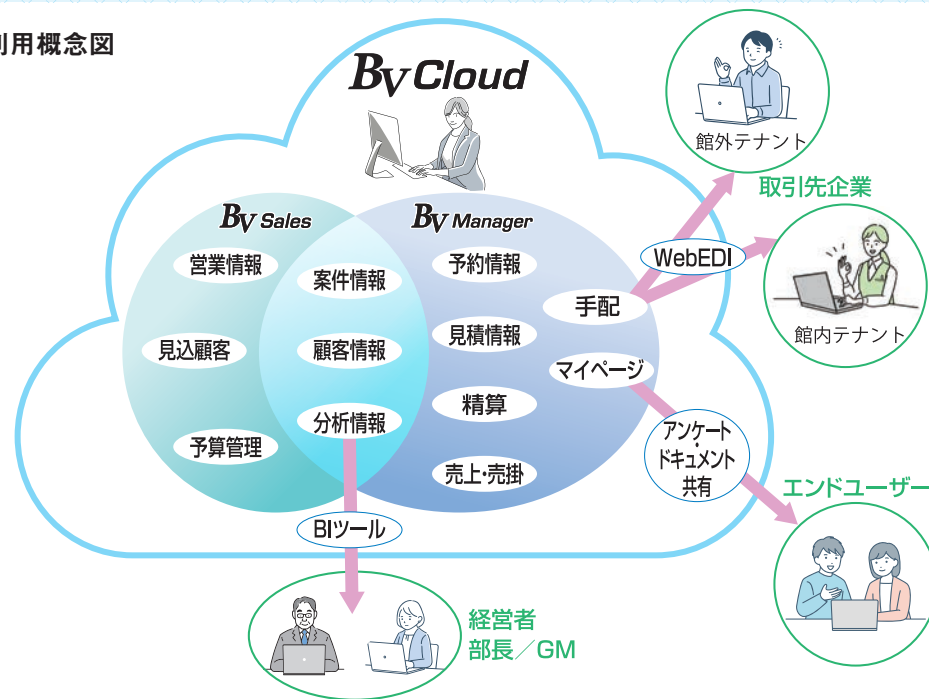 利用概念図
BV Cloud
館外テナント
取引先企業
BV Sales
BV Manager
営業情報
案件情報
予約情報
WebEDI
手配
見込顧客
顧客情報
見積情報
館内テナント
マイページ
分析情報
精算
予算管理
アンケート
・
ドキュメント
共有
売上・売掛
エンドユーザー
BIツール
経営者
部長／GM